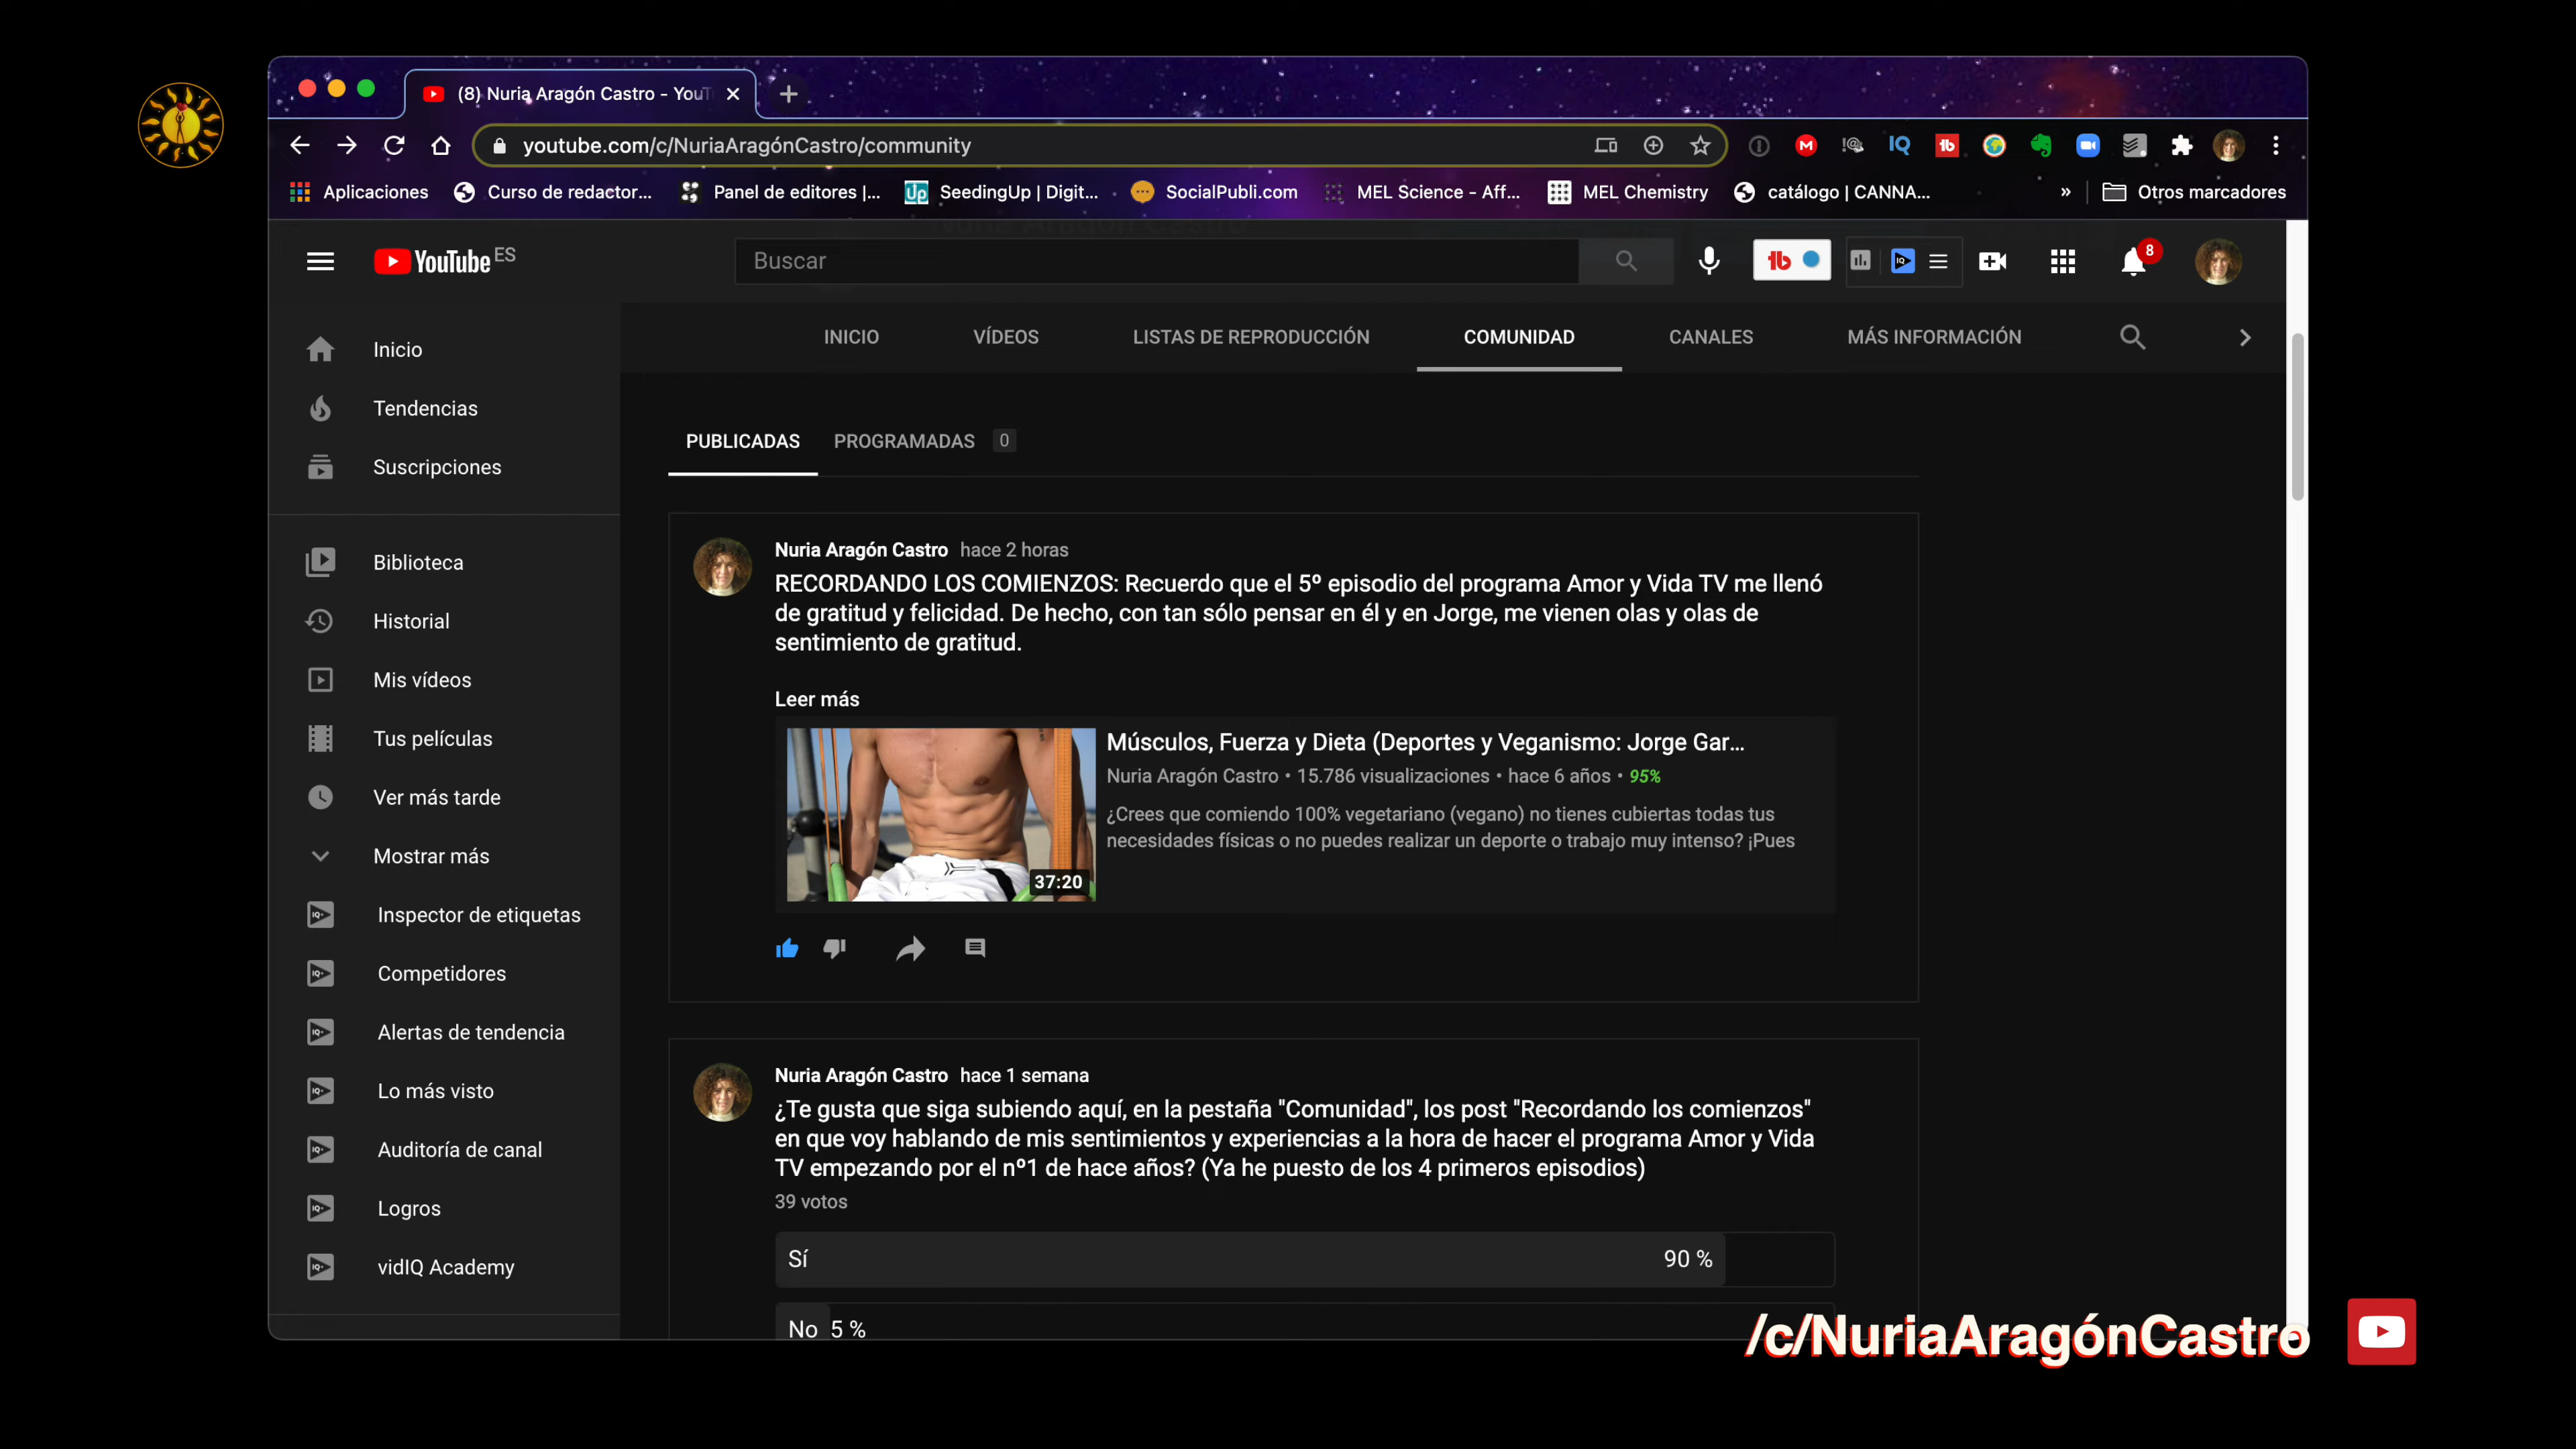 (8) Nuria Aragón Castro - YouT
youtube.com/c/NuriaAragónCastro/community
Aplicaciones
Curso de redactor...
Panel de editores |...
SeedingUp | Digit...
SocialPubli.com
MEL Science - Aff...
MEL Chemistry
catálogo | CANNA...
»
Otros marcadores
YouTube ES
Buscar
8
INICIO
VÍDEOS
LISTAS DE REPRODUCCIÓN
COMUNIDAD
CANALES
MÁS INFORMACIÓN
Inicio
Tendencias
Suscripciones
Biblioteca
Historial
Mis vídeos
Tus películas
Ver más tarde
Mostrar más
Inspector de etiquetas
Competidores
Alertas de tendencia
Lo más visto
Auditoría de canal
Logros
vidIQ Academy
PUBLICADAS
PROGRAMADAS 0
Nuria Aragón Castro hace 2 horas
RECORDANDO LOS COMIENZOS: Recuerdo que el 5º episodio del programa Amor y Vida TV me llenó
de gratitud y felicidad. De hecho, con tan sólo pensar en él y en Jorge, me vienen olas y olas de
sentimiento de gratitud.
Leer más
Músculos, Fuerza y Dieta (Deportes y Veganismo: Jorge Gar...
Nuria Aragón Castro • 15.786 visualizaciones • hace 6 años • 95%
¿Crees que comiendo 100% vegetariano (vegano) no tienes cubiertas todas tus
necesidades físicas o no puedes realizar un deporte o trabajo muy intenso? ¡Pues
37:20
Nuria Aragón Castro hace 1 semana
¿Te gusta que siga subiendo aquí, en la pestaña "Comunidad", los post "Recordando los comienzos"
en que voy hablando de mis sentimientos y experiencias a la hora de hacer el programa Amor y Vida
TV empezando por el nº1 de hace años? (Ya he puesto de los 4 primeros episodios)
39 votos
Sí 90 %
No 5 %
/c/NuriaAragónCastro